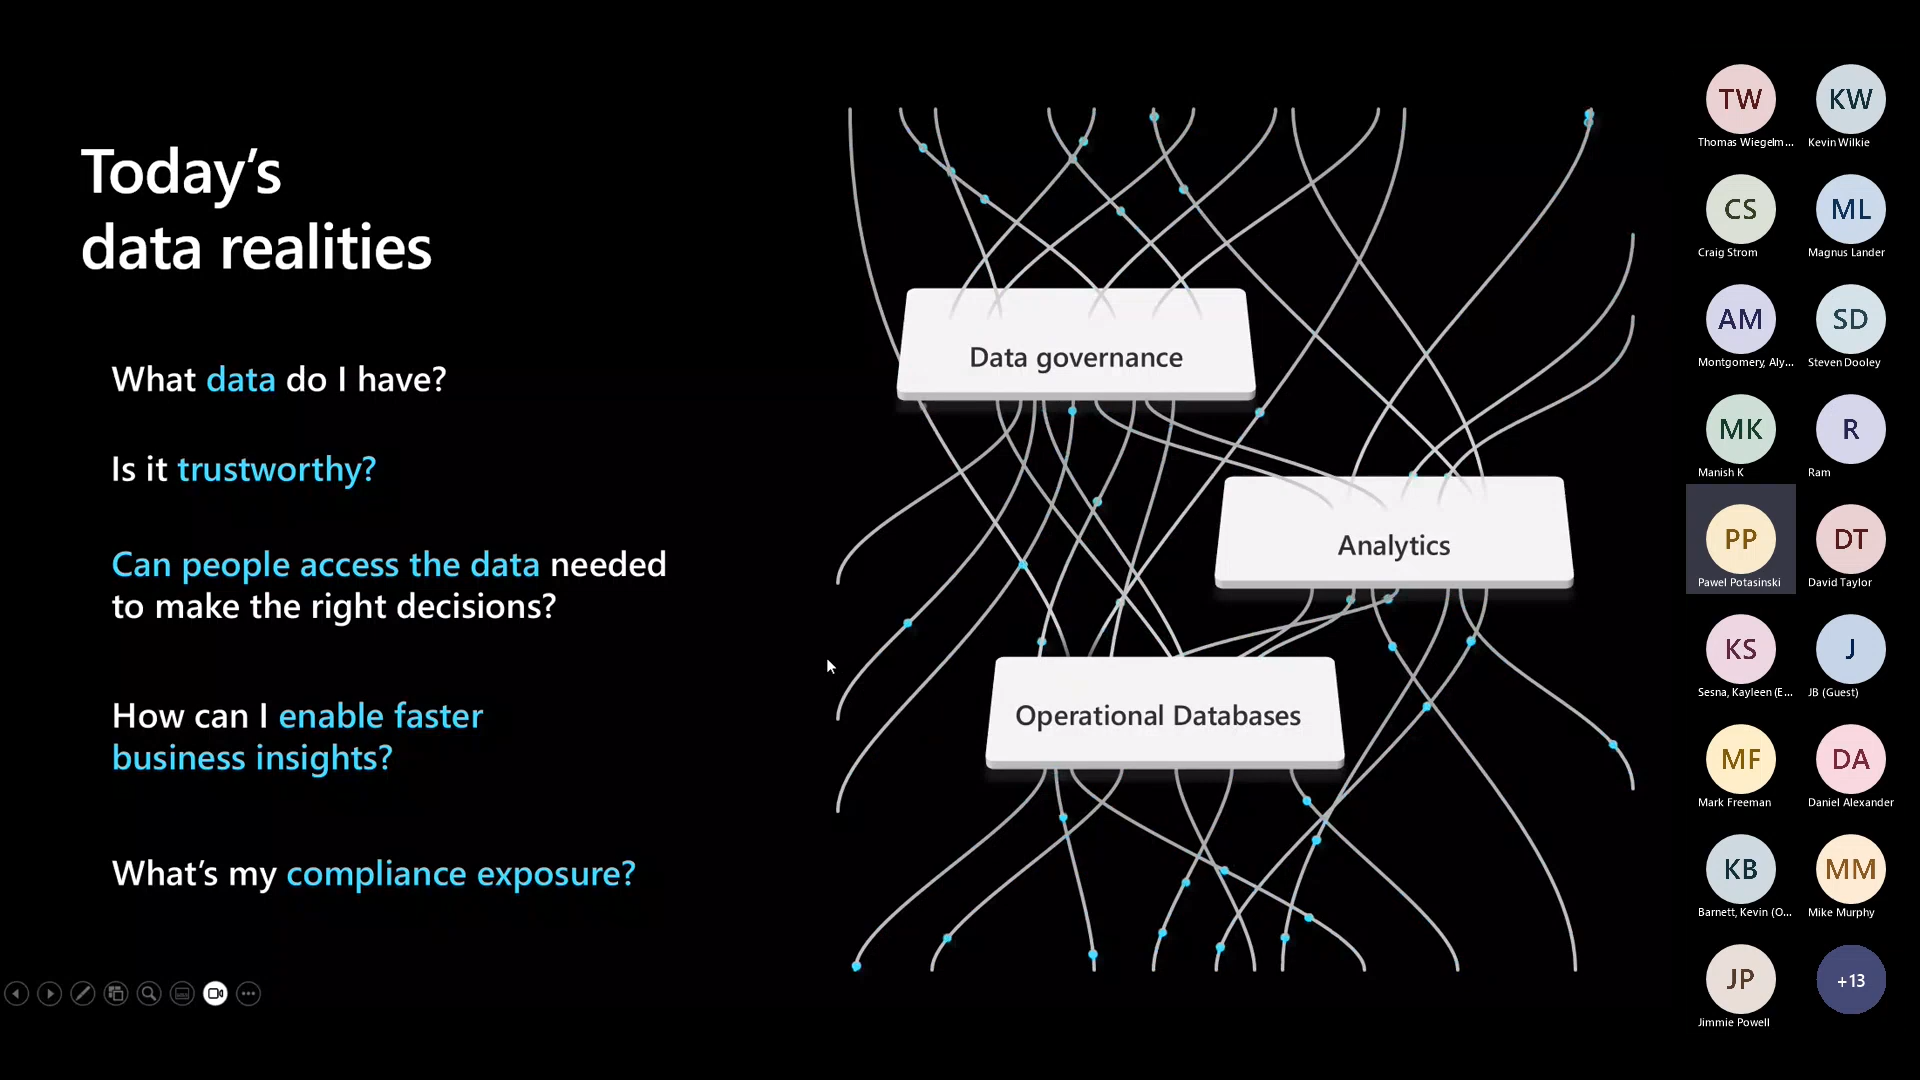 Today's
data realities
What data do I have?
Is it trustworthy?
Can people access the data needed
to make the right decisions?
How can I enable faster
business insights?
What's my compliance exposure?
Data governance
Analytics
Operational Databases
TW
Thomas Wiegelm...
KW
Kevin Wilkie
CS
Craig Strom
ML
Magnus Lander
AM
Montgomery, Aly...
SD
Steven Dooley
MK
Manish K
R
Ram
PP
Pawel Potasinski
DT
David Taylor
KS
Sesna, Kayleen (E...
J
JB (Guest)
MF
Mark Freeman
DA
Daniel Alexander
KB
Barnett, Kevin (O...
MM
Mike Murphy
JP
Jimmie Powell
+13